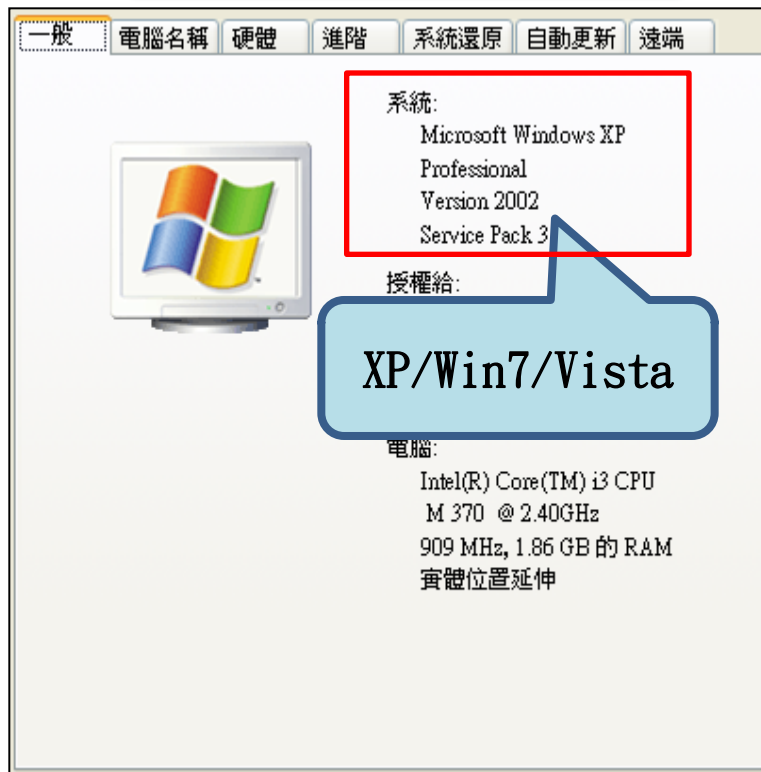 一般 電腦名稱 硬體 進階 系統還原 自動更新 遠端
系統:
Microsoft Windows XP
Professional
Version 2002
Service Pack 3
授權給:
XP/Win7/Vista
電腦:
Intel(R) Core(TM) i3 CPU
M 370 @ 2.40GHz
909 MHz, 1.86 GB 的 RAM
實體位置延伸